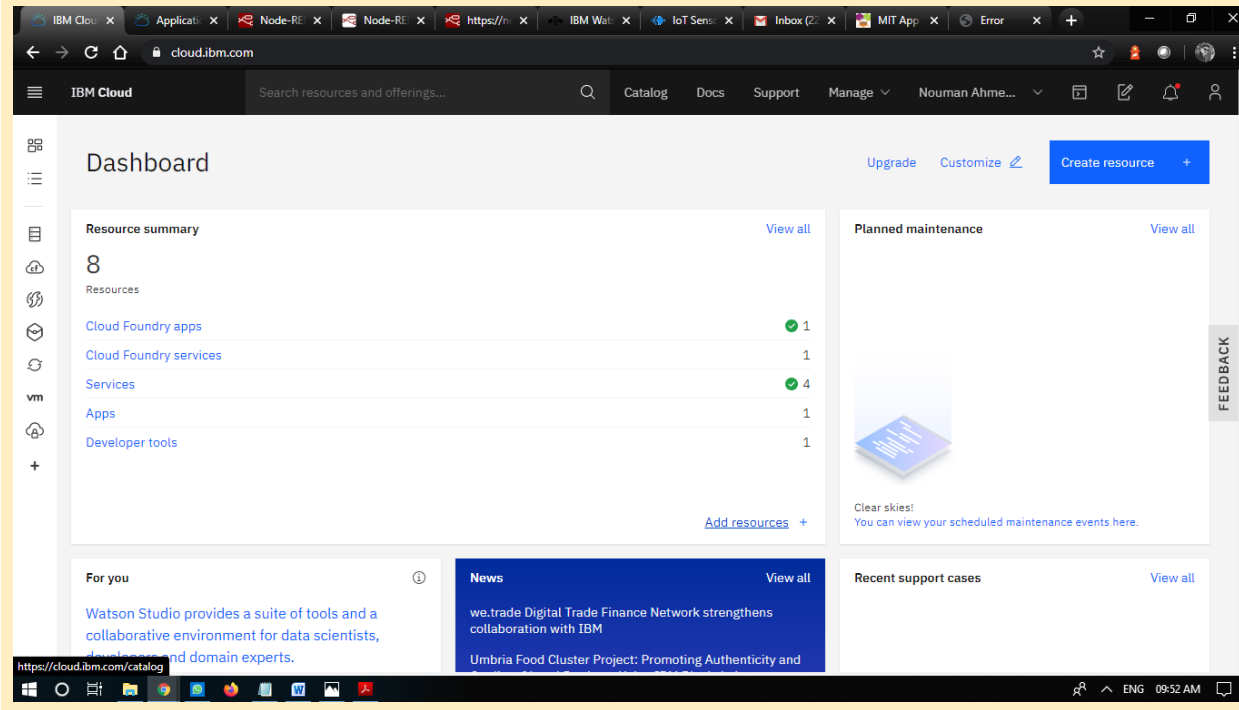 IBM Clou
Applicatio
Node-RE
Node-RE
https://no
IBM Wats
IoT Senso
Inbox (22
MIT App
Error
cloud.ibm.com
IBM Cloud
Search resources and offerings...
Catalog
Docs
Support
Manage
Nouman Ahme...
Dashboard
Upgrade
Customize
Create resource +
Resource summary
View all
8
Resources
Cloud Foundry apps 1
Cloud Foundry services 1
Services 4
Apps 1
Developer tools 1
Add resources +
Planned maintenance
View all
Clear skies!
You can view your scheduled maintenance events here.
cf
vm
+
FEEDBACK
For you
Watson Studio provides a suite of tools and a
collaborative environment for data scientists,
and domain experts.
News
View all
we.trade Digital Trade Finance Network strengthens
collaboration with IBM
Umbria Food Cluster Project: Promoting Authenticity and
Recent support cases
View all
https://cloud.ibm.com/catalog
ENG
09:52 AM